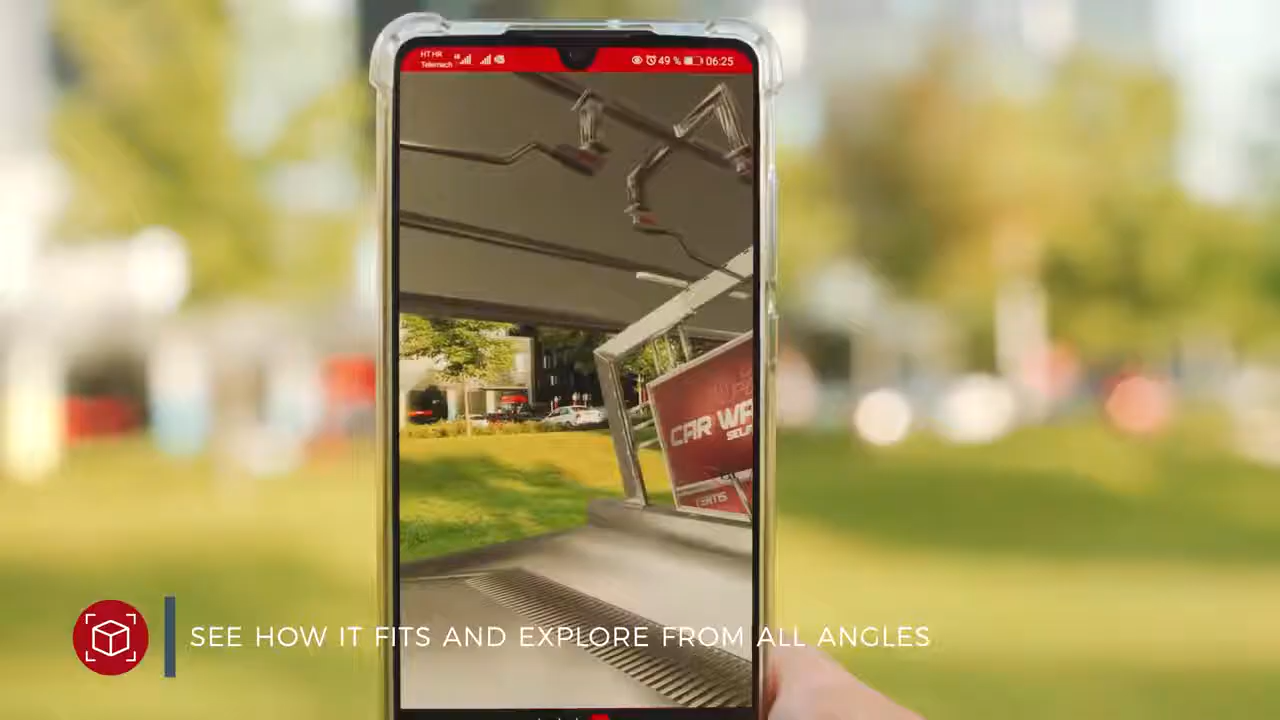 HT HR
Telemach
49 %
06:25
CAR WA
SELF
SEE HOW IT FITS AND EXPLORE FROM ALL ANGLES